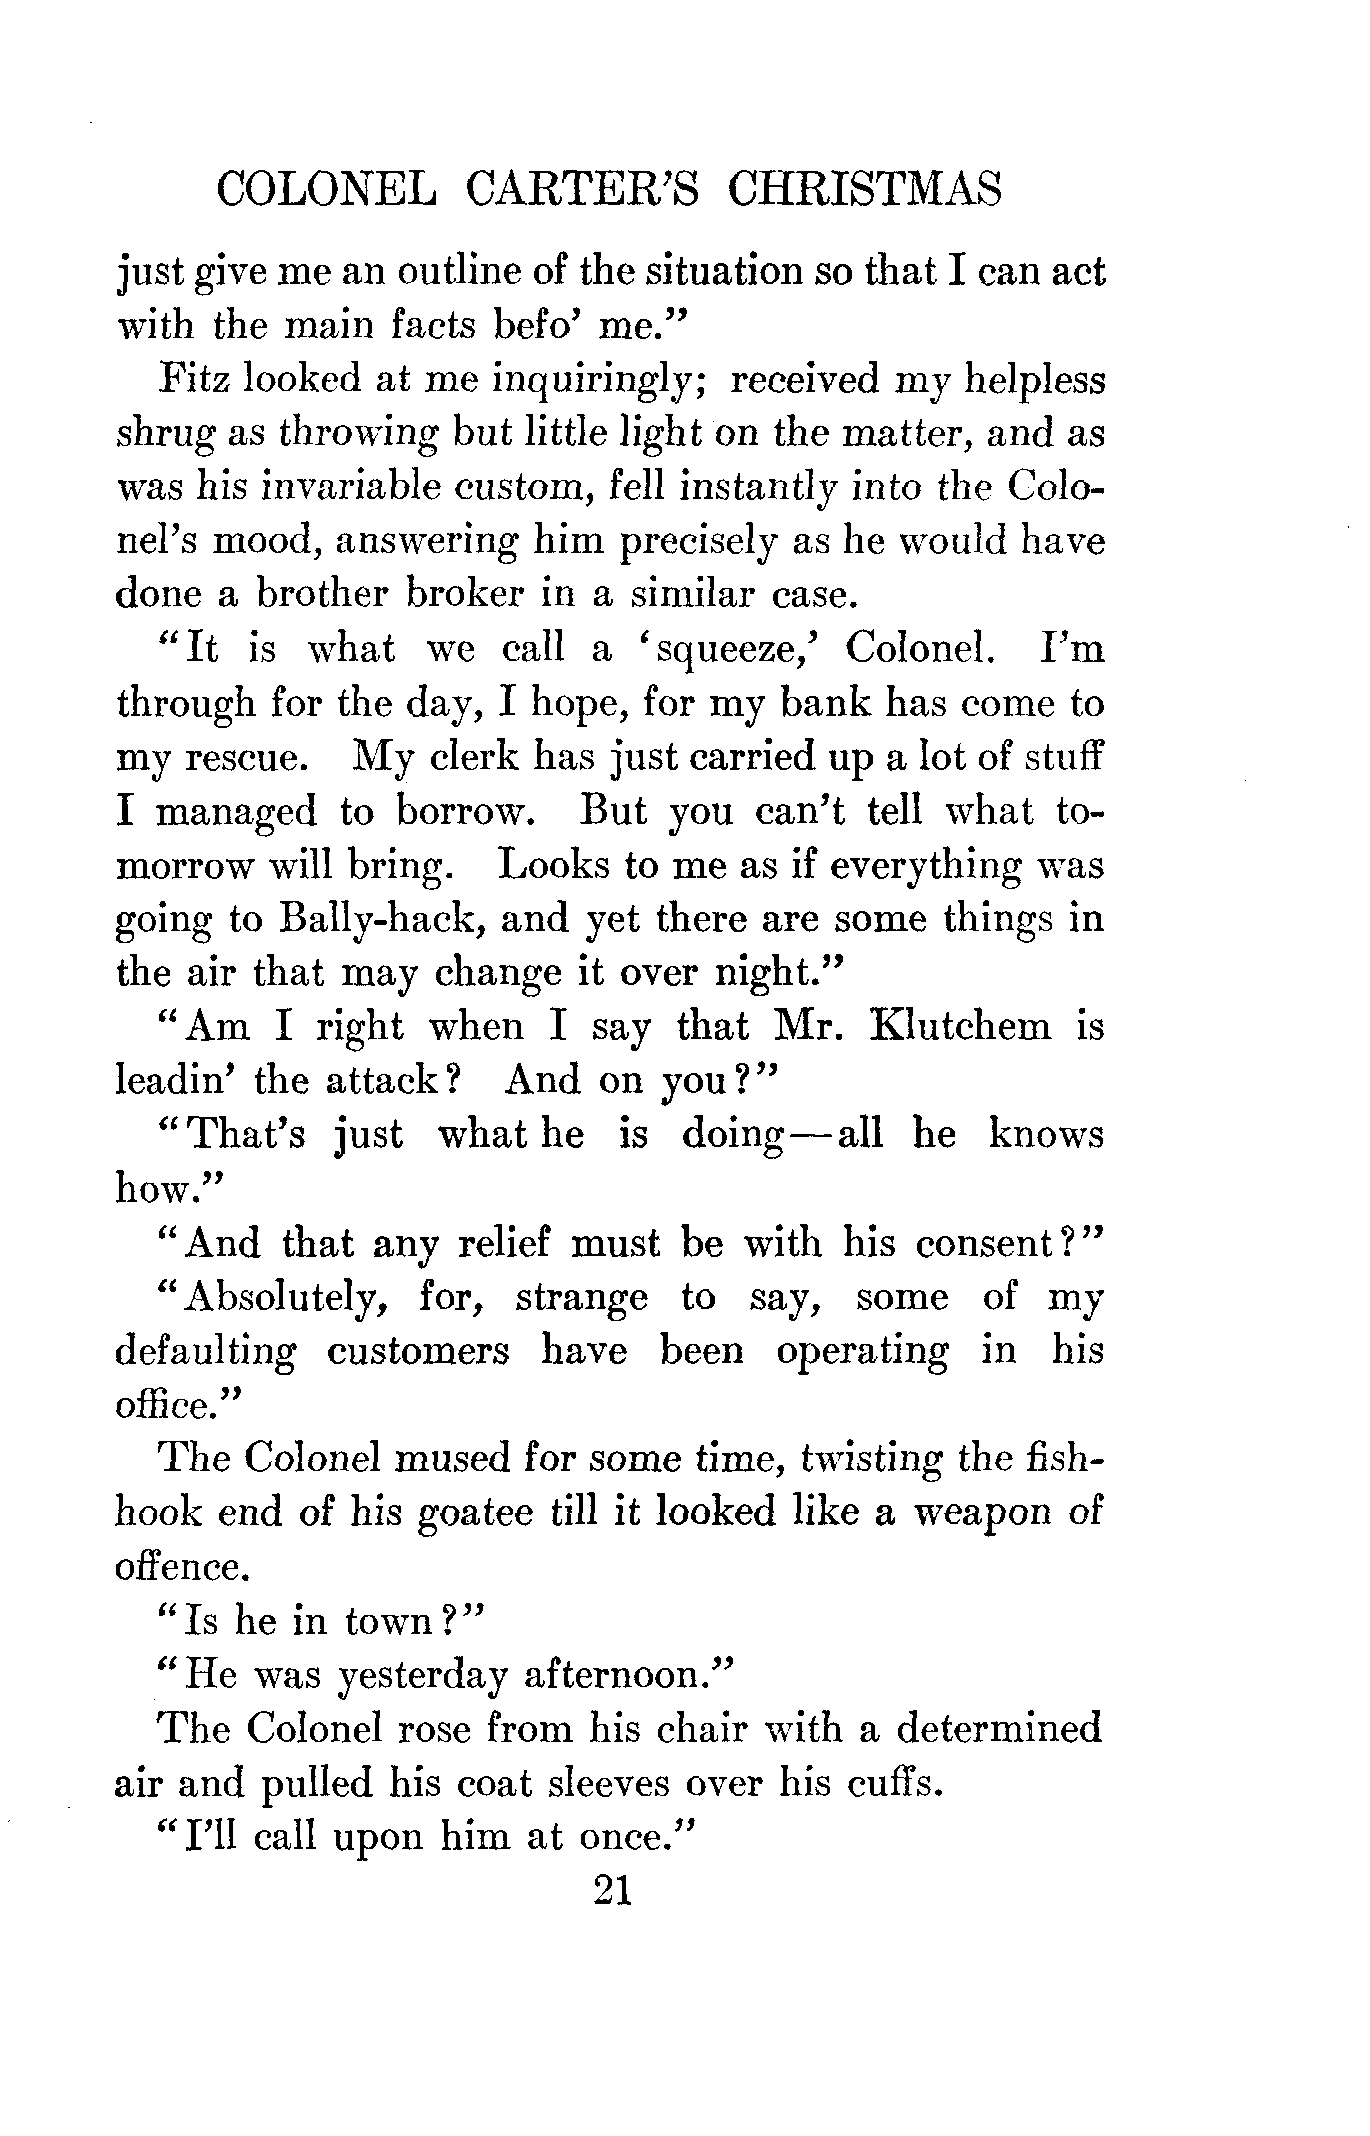 COLONEL CARTER'S CHRISTMAS
just give me an outline of the situation so that I can act
with the main facts befo' me."
Fitz looked at me inquiringly; received my helpless
shrug as throwing but little light on the matter, and as
was his invariable custom, fell instantly into the Colo-
nel's mood, answering him precisely as he would have
done a brother broker in a similar case.
"It is what we call a 'squeeze,' Colonel. I'm
through for the day, I hope, for my bank has come to
my rescue. My clerk has just carried up a lot of stuff
I managed to borrow. But you can't tell what to-
morrow will bring. Looks to me as if everything was
going to Bally-hack, and yet there are some things in
the air that may change it over night."
"Am I right when I say that Mr. Klutchem is
leadin' the attack? And on you?"
"That's just what he is doing—all he knows
how."
"And that any relief must be with his consent?"
"Absolutely, for, strange to say, some of my
defaulting customers have been operating in his
office."
The Colonel mused for some time, twisting the fish-
hook end of his goatee till it looked like a weapon of
offence.
"Is he in town?"
"He was yesterday afternoon."
The Colonel rose from his chair with a determined
air and pulled his coat sleeves over his cuffs.
"I'll call upon him at once."
21